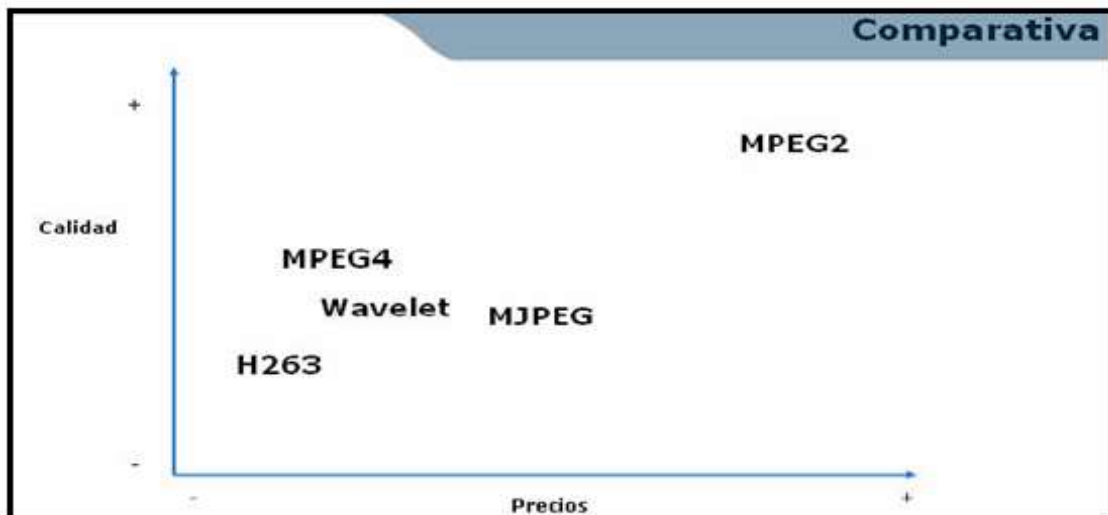 Comparativa
+
MPEG2
Calidad
MPEG4
Wavelet
MJPEG
H263
-
- +
Precios